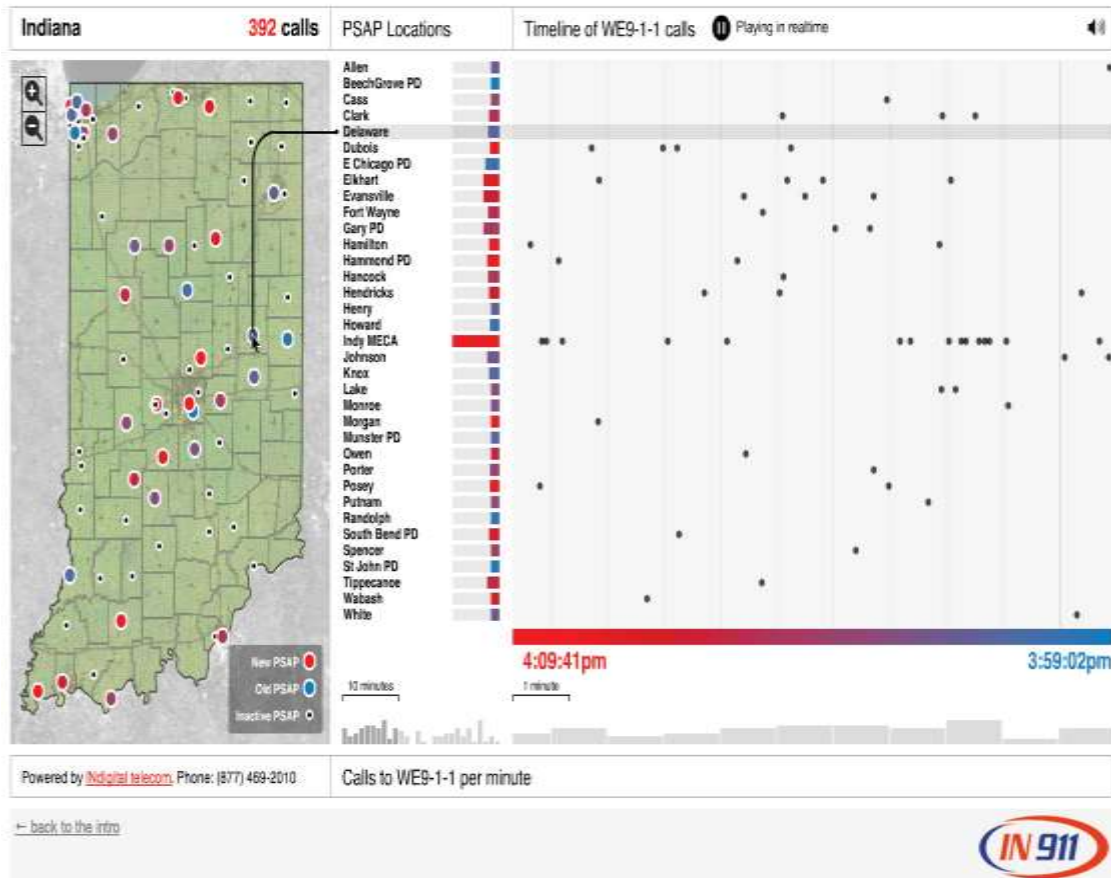 Indiana 392 calls PSAP Locations Timeline of WE9-1-1 calls Playing in realtime
Allen
BeechGrove PD
Cass
Clark
Delaware
Dubois
E Chicago PD
Elkhart
Evansville
Fort Wayne
Gary PD
Hamilton
Hammond PD
Hancock
Hendricks
Henry
Howard
Indy MECA
Johnson
Knox
Lake
Monroe
Morgan
Munster PD
Owen
Porter
Posey
Putnam
Randolph
South Bend PD
Spencer
St John PD
Tippecanoe
Wabash
White
New PSAP
Old PSAP
Inactive PSAP
4:09:41pm 3:59:02pm
10 minutes 1 minute
Powered by INdigital telecom. Phone: (877) 469-2010 Calls to WE9-1-1 per minute
← back to the intro
IN 911